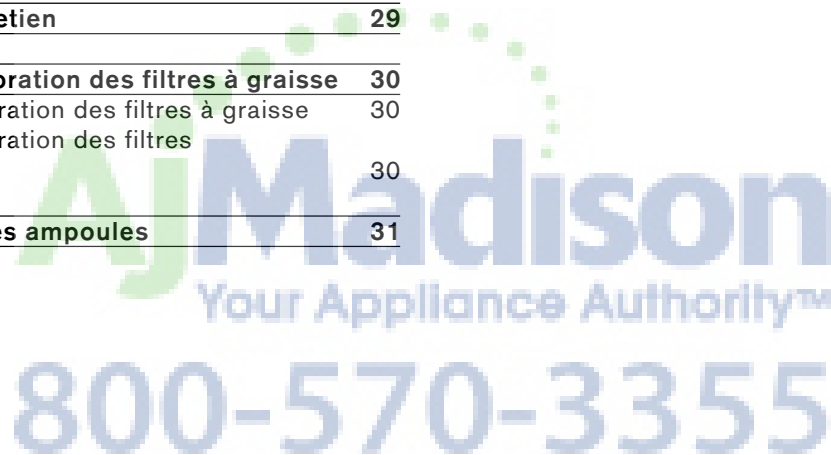 etien 29
oration des filtres à graisse 30
ration des filtres à graisse 30
ration des filtres
30
es ampoules 31
AjMadison
Your Appliance Authority™
800-570-3355